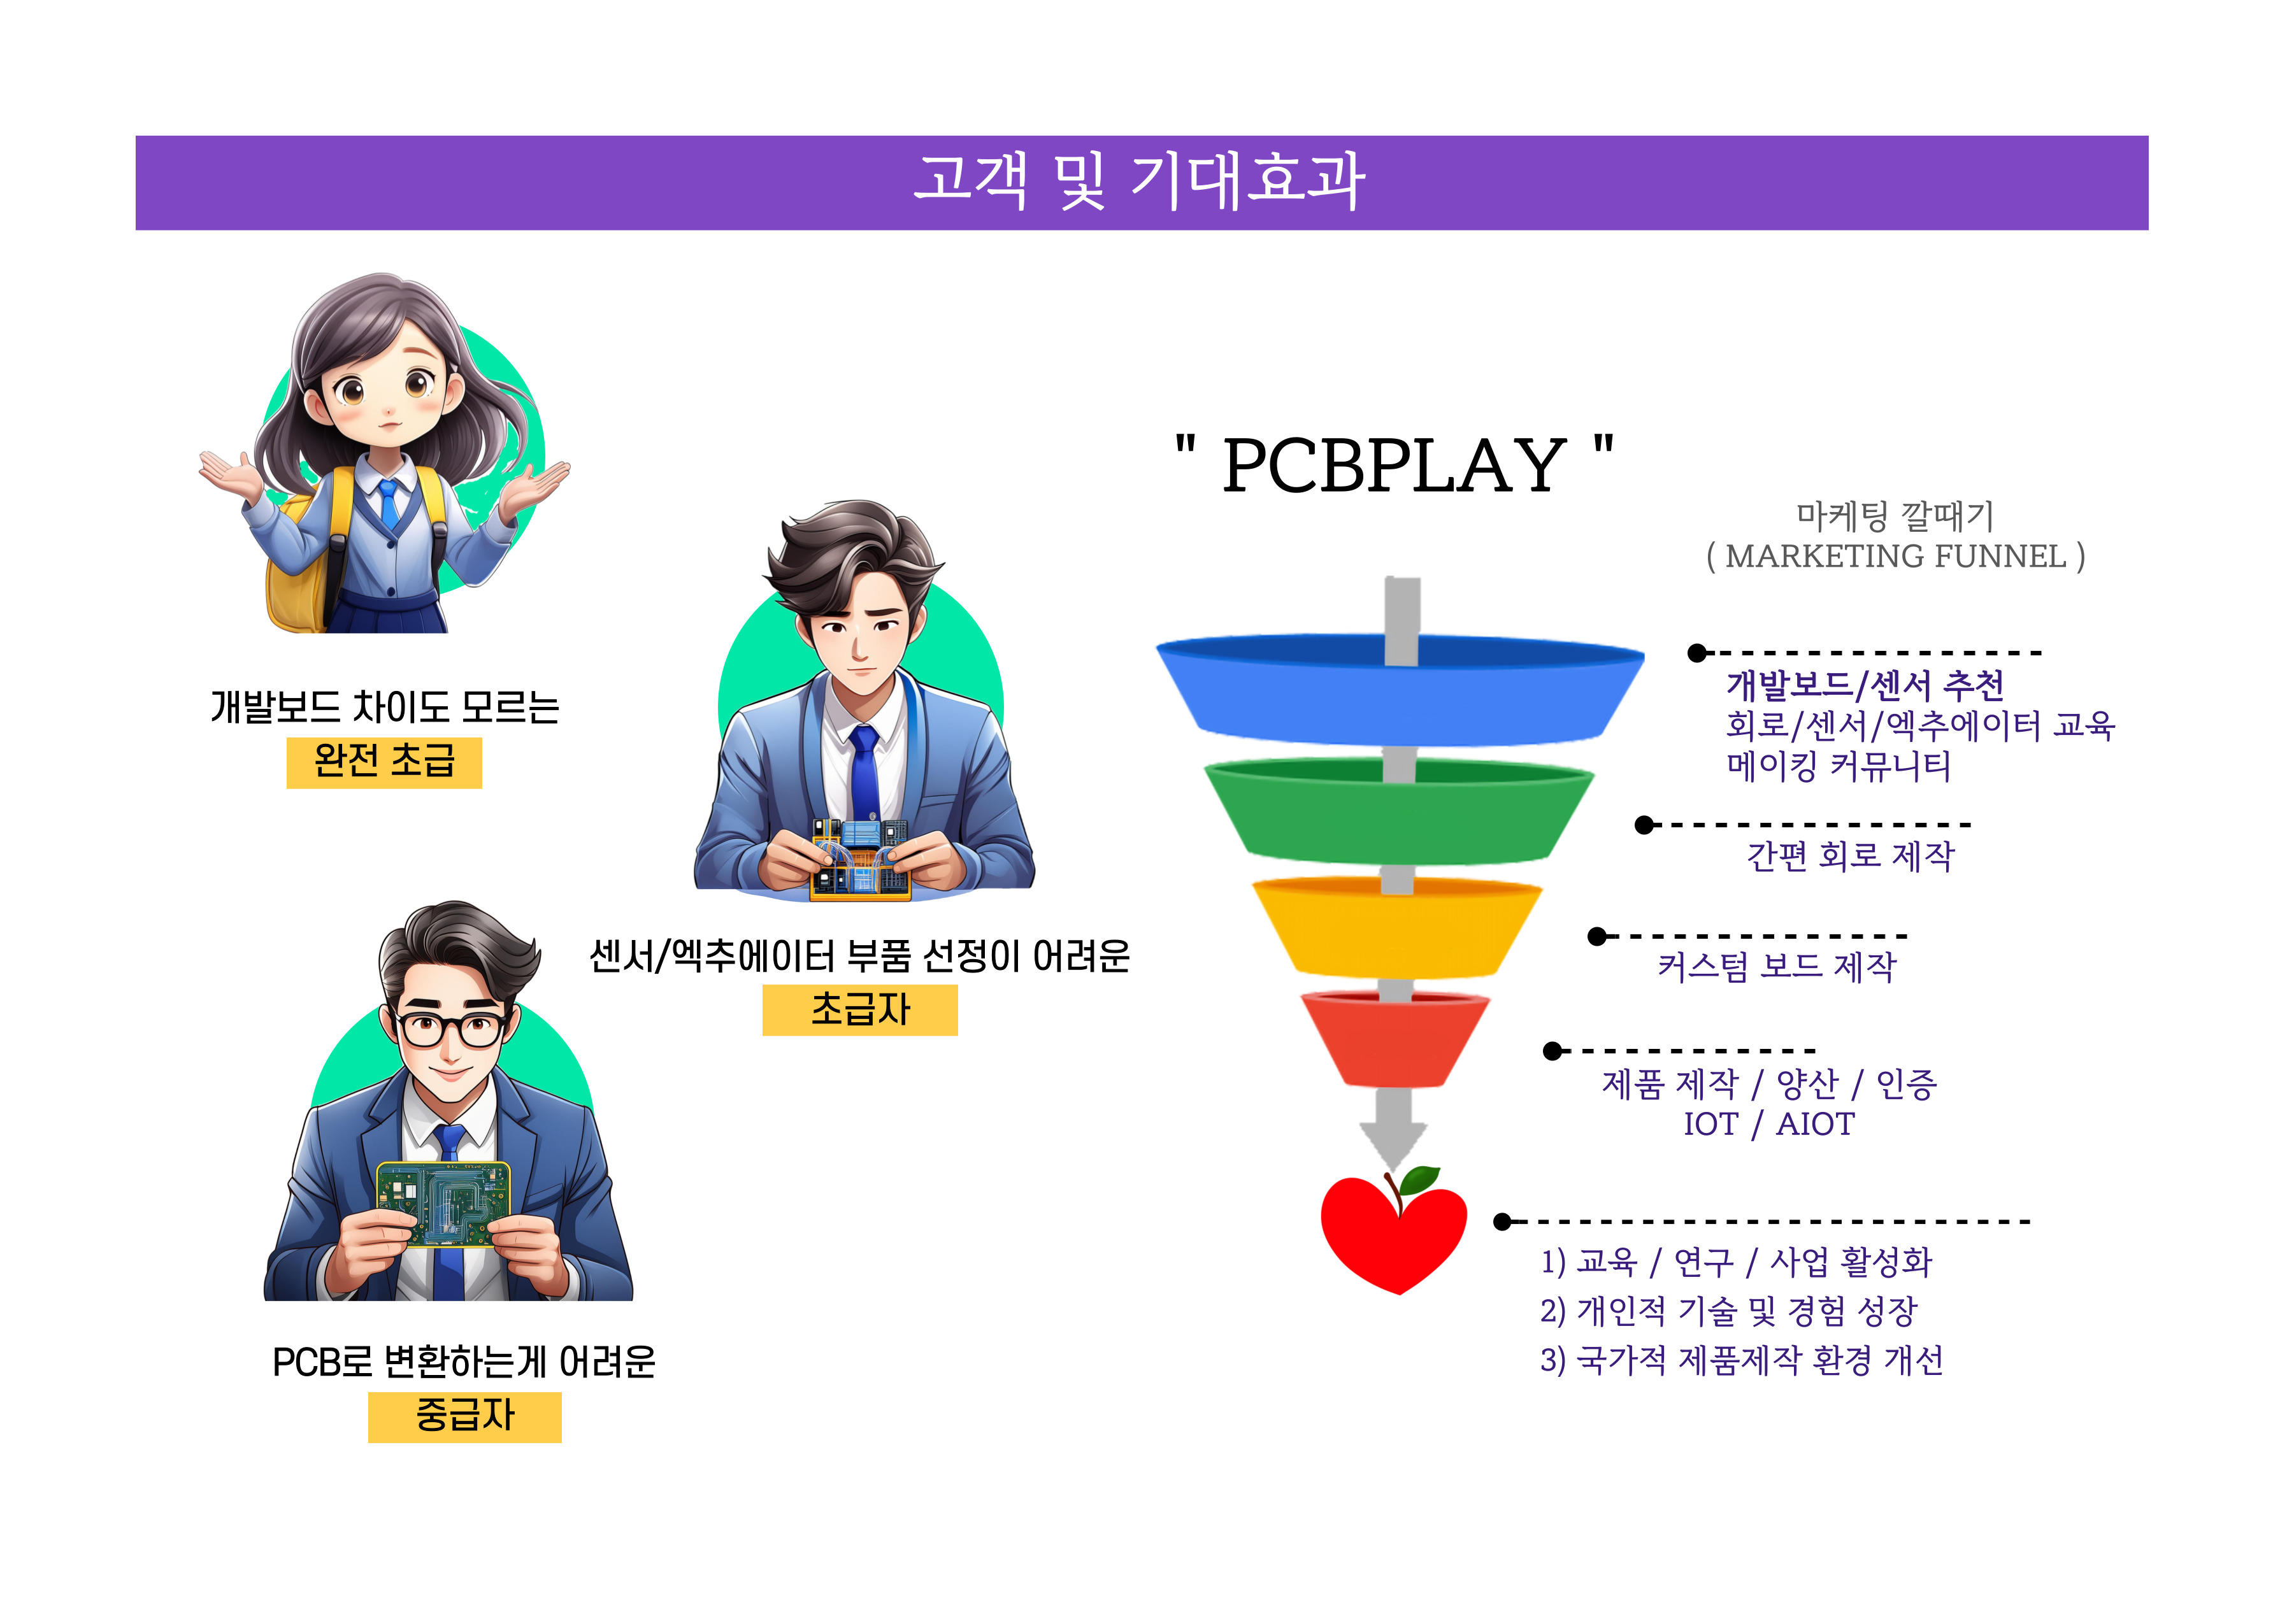 고객 및 기대효과
개발보드 차이도 모르는
완전 초급
센서/엑추에이터 부품 선정이 어려운
초급자
PCB로 변환하는게 어려운
중급자
" PCBPLAY "
마케팅 깔때기
( MARKETING FUNNEL )
개발보드/센서 추천
회로/센서/엑추에이터 교육
메이킹 커뮤니티
간편 회로 제작
커스텀 보드 제작
제품 제작 / 양산 / 인증
IOT / AIOT
1) 교육 / 연구 / 사업 활성화
2) 개인적 기술 및 경험 성장
3) 국가적 제품제작 환경 개선